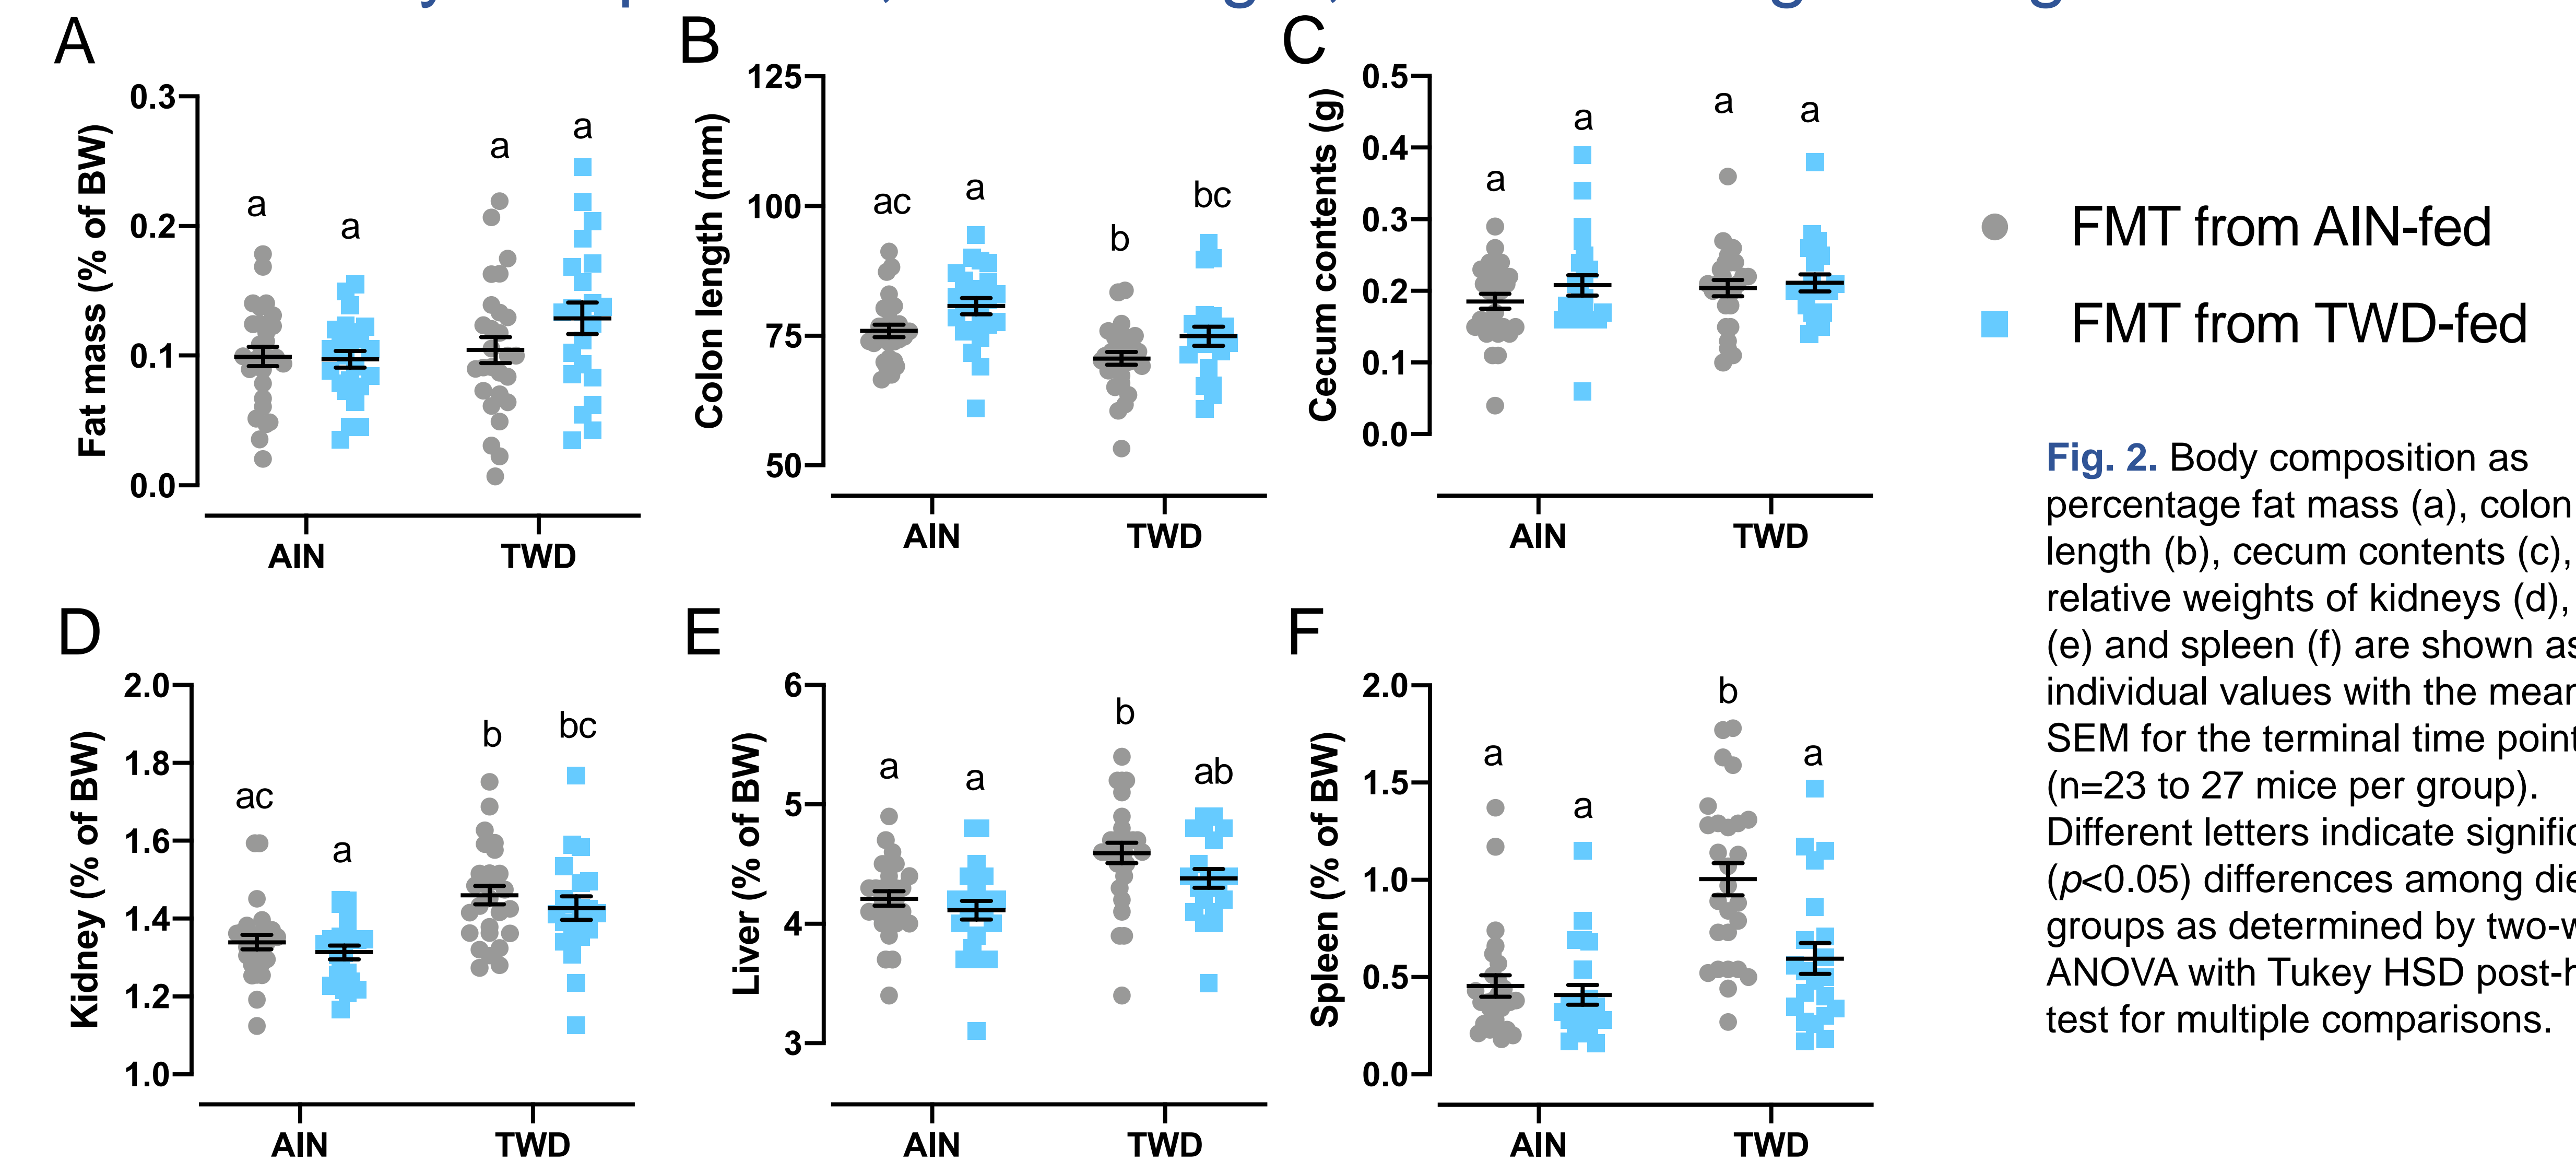 A
Fat mass (% of BW)
0.3
0.2
0.1
0.0
a
a
a
a
AIN
TWD
B
Colon length (mm)
125
100
75
50
ac
a
b
bc
AIN
TWD
C
Cecum contents (g)
0.5
0.4
0.3
0.2
0.1
0.0
a
a
a
a
AIN
TWD
FMT from AIN-fed
FMT from TWD-fed
D
Kidney (% of BW)
2.0
1.8
1.6
1.4
1.2
1.0
ac
a
b
bc
AIN
TWD
E
Liver (% of BW)
6
5
4
3
a
a
b
ab
AIN
TWD
F
Spleen (% of BW)
2.0
1.5
1.0
0.5
0.0
a
a
b
a
AIN
TWD
Fig. 2. Body composition as
percentage fat mass (a), colon
length (b), cecum contents (c),
relative weights of kidneys (d),
(e) and spleen (f) are shown as
individual values with the mean
SEM for the terminal time point
(n=23 to 27 mice per group).
Different letters indicate
(p<0.05) differences among
groups as determined by
ANOVA with Tukey HSD
test for multiple comparisons.